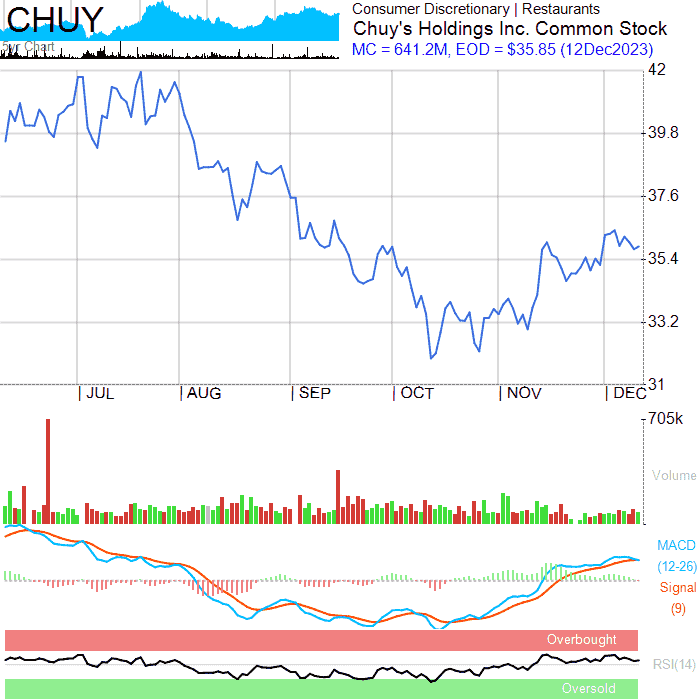 CHUY
5yr Chart
Consumer Discretionary | Restaurants
Chuy's Holdings Inc. Common Stock
MC = 641.2M, EOD = $35.85 (12Dec2023)
42
39.8
37.6
35.4
33.2
31
| JUL | AUG | SEP | OCT | NOV | DEC
705k
Volume
MACD
(12-26)
Signal
(9)
Overbought
RSI(14)
Oversold